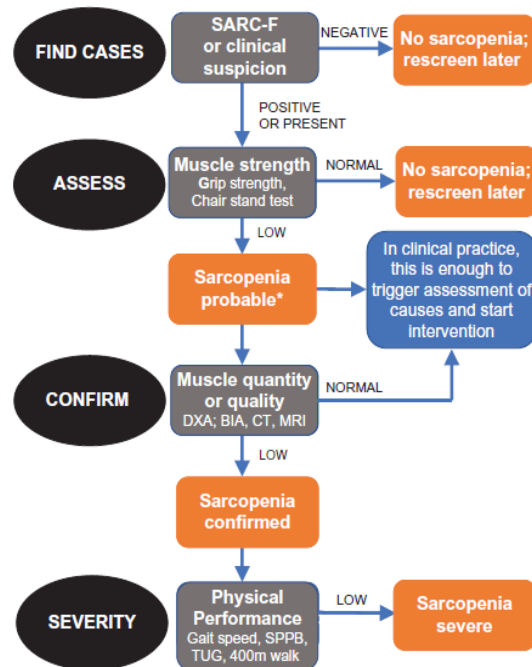 FIND CASES
SARC-F
or clinical
suspicion
NEGATIVE
No sarcopenia;
rescreen later
POSITIVE
OR PRESENT
ASSESS
Muscle strength
Grip strength,
Chair stand test
NORMAL
No sarcopenia;
rescreen later
LOW
Sarcopenia
probable*
In clinical practice,
this is enough to
trigger assessment of
causes and start
intervention
CONFIRM
Muscle quantity
or quality
DXA; BIA, CT, MRI
NORMAL
LOW
Sarcopenia
confirmed
SEVERITY
Physical
Performance
Gait speed, SPPB,
TUG, 400m walk
LOW
Sarcopenia
severe